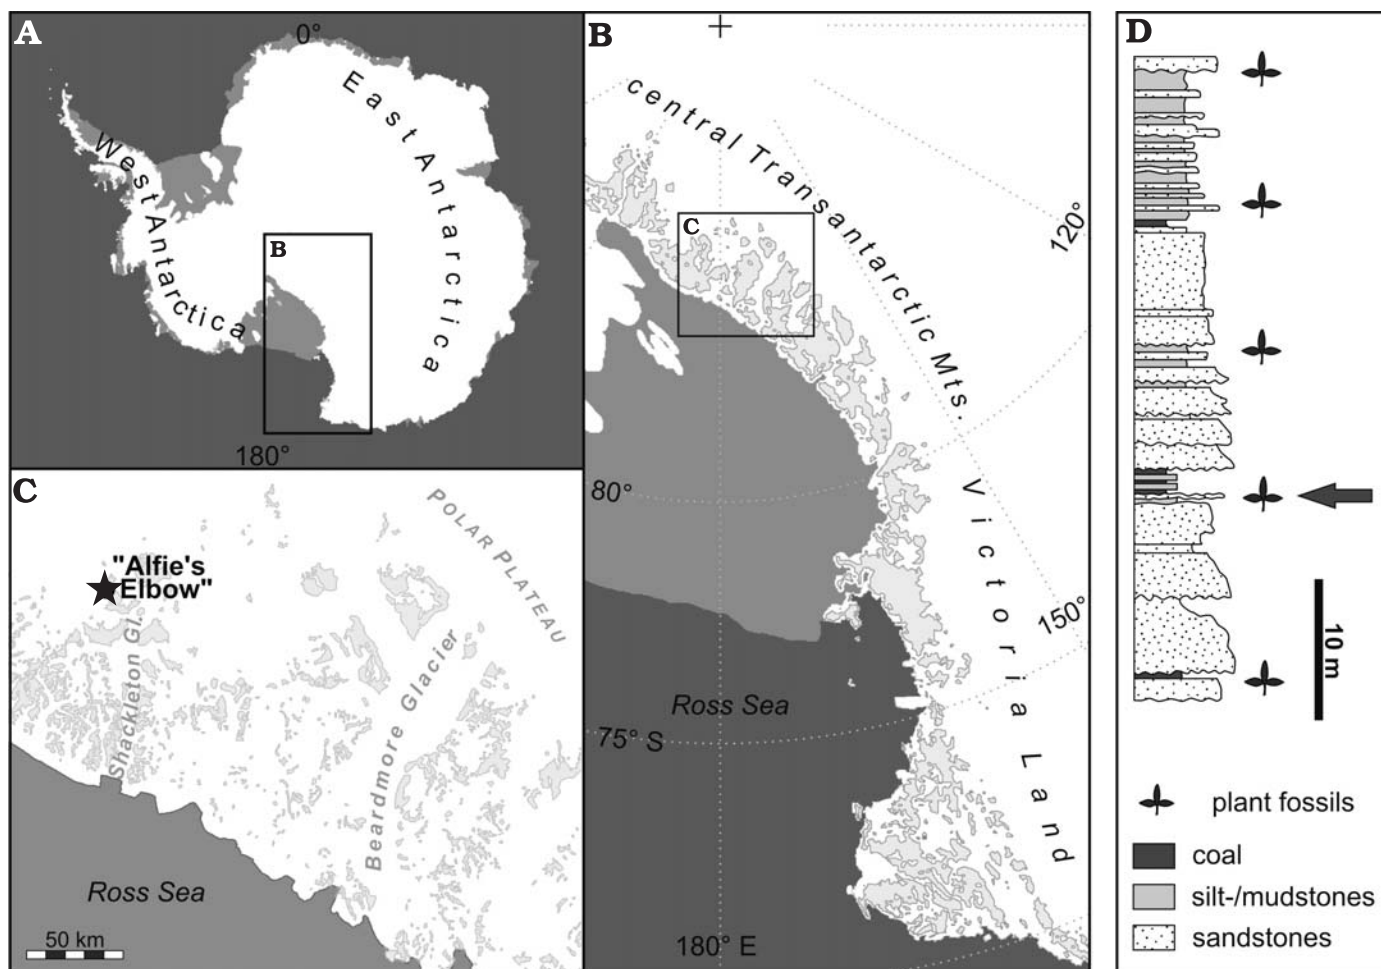 A
0°
East Antarctica
West Antarctica
B
180°
B
central Transantarctic Mts.
C
120°
80°
Victoria Land
150°
Ross Sea
75° S
180° E
C
POLAR PLATEAU
"Alfie's
Elbow"
Shackleton Gl.
Beardmore Glacier
Ross Sea
50 km
D
10 m
plant fossils
coal
silt-/mudstones
sandstones